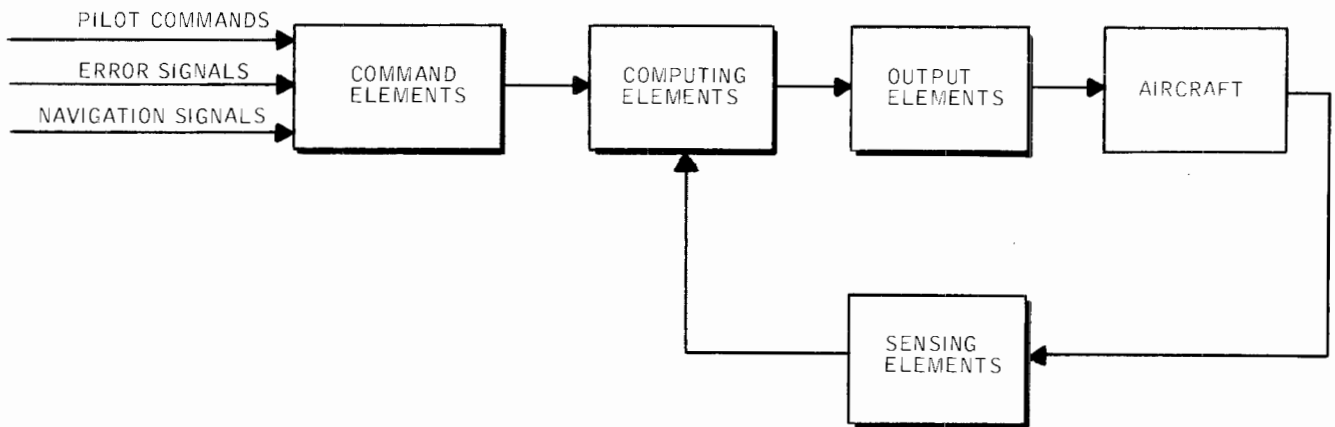 PILOT COMMANDS
ERROR SIGNALS
NAVIGATION SIGNALS
COMMAND
ELEMENTS
COMPUTING
ELEMENTS
OUTPUT
ELEMENTS
AIRCRAFT
SENSING
ELEMENTS